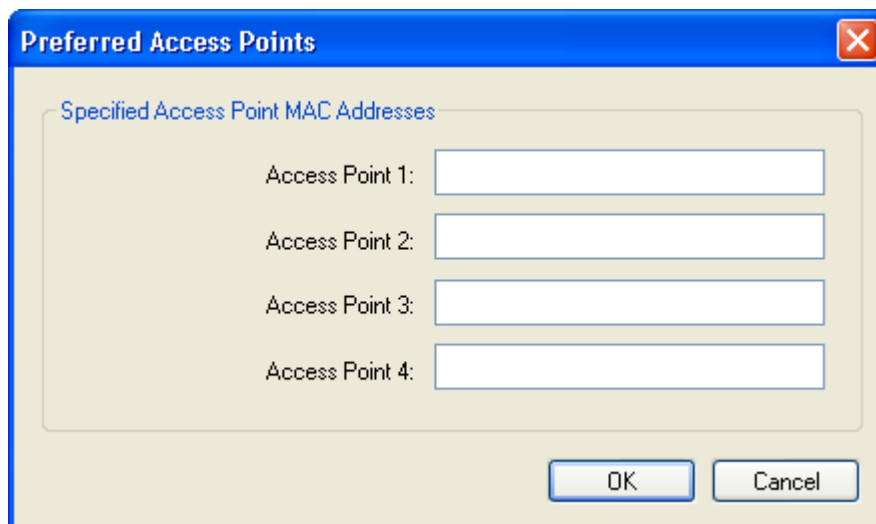 Preferred Access Points
Specified Access Point MAC Addresses
Access Point 1:
Access Point 2:
Access Point 3:
Access Point 4:
OK Cancel